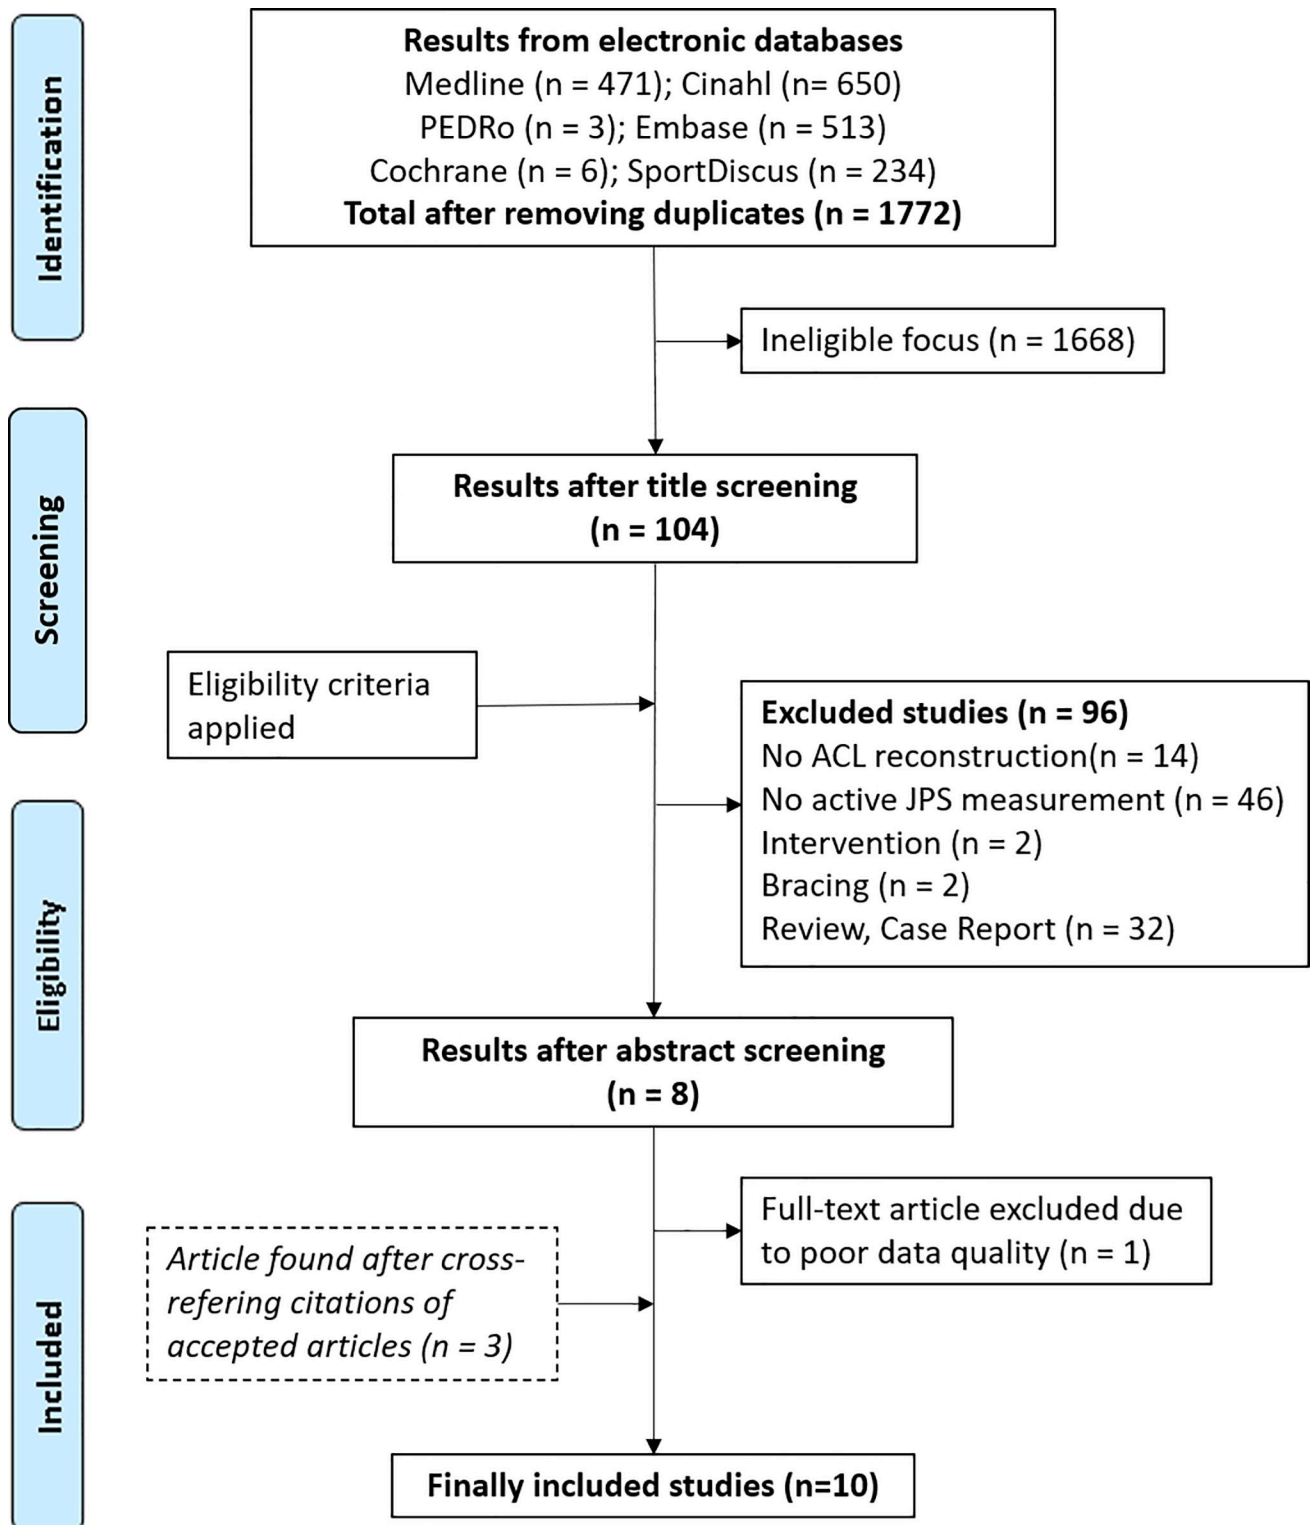 Identification
Results from electronic databases
Medline (n = 471); Cinahl (n= 650)
PEDRo (n = 3); Embase (n = 513)
Cochrane (n = 6); SportDiscus (n = 234)
Total after removing duplicates (n = 1772)
Ineligible focus (n = 1668)
Screening
Results after title screening
(n = 104)
Eligibility criteria
applied
Excluded studies (n = 96)
No ACL reconstruction(n = 14)
No active JPS measurement (n = 46)
Intervention (n = 2)
Bracing (n = 2)
Review, Case Report (n = 32)
Eligibility
Results after abstract screening
(n = 8)
Full-text article excluded due
to poor data quality (n = 1)
Included
Article found after cross-
refering citations of
accepted articles (n = 3)
Finally included studies (n=10)